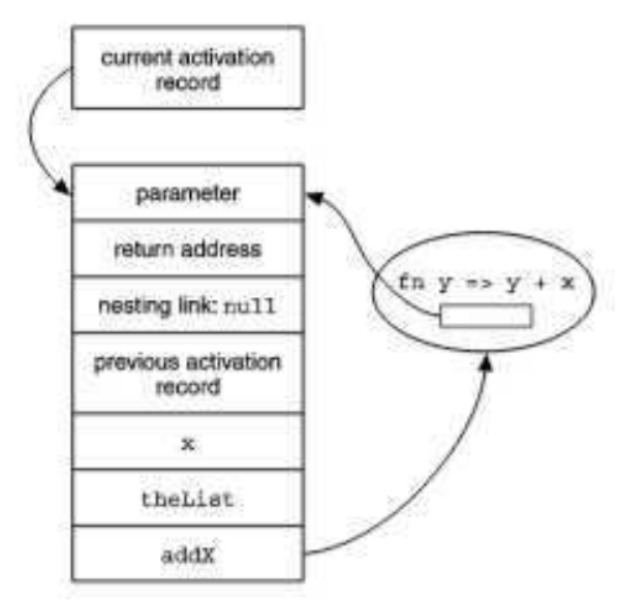 current activation
record
parameter
return address
nesting link: null
previous activation
record
x
theList
addX
fn y => y + x